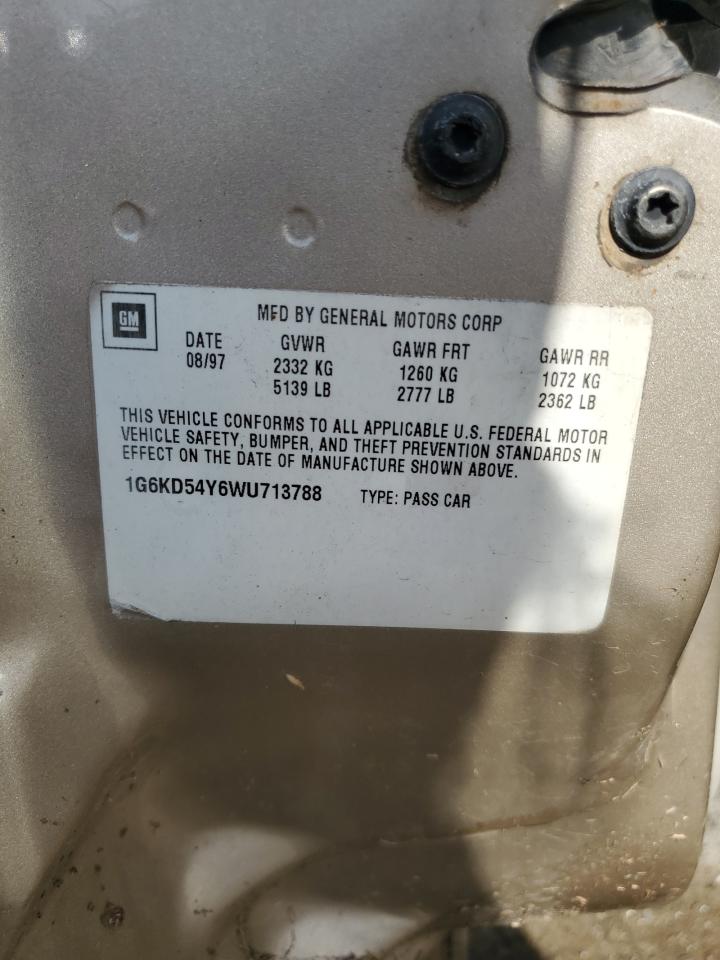 GM
MFD BY GENERAL MOTORS CORP
DATE GVWR GAWR FRT GAWR RR
08/97 2332 KG 1260 KG 1072 KG
5139 LB 2777 LB 2362 LB
THIS VEHICLE CONFORMS TO ALL APPLICABLE U.S. FEDERAL MOTOR
VEHICLE SAFETY, BUMPER, AND THEFT PREVENTION STANDARDS IN
EFFECT ON THE DATE OF MANUFACTURE SHOWN ABOVE.
1G6KD54Y6WU713788 TYPE: PASS CAR